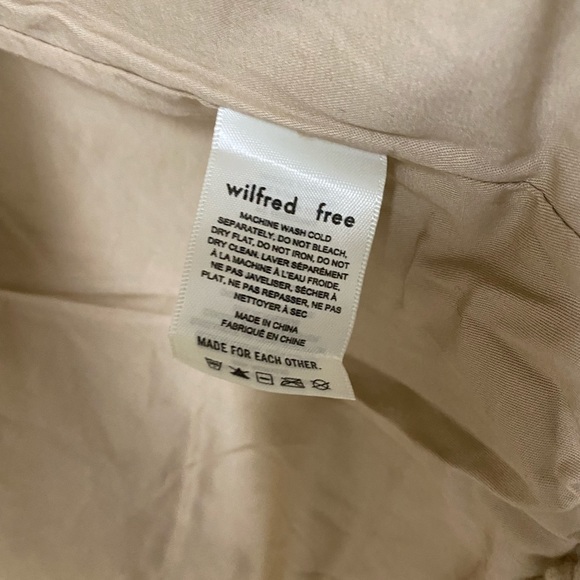 wilfred free
MACHINE WASH COLD
SEPARATELY, DO NOT BLEACH,
DRY FLAT, DO NOT IRON, DO NOT
DRY CLEAN. LAVER SÉPARÉMENT
À LA MACHINE À L'EAU FROIDE,
NE PAS JAVELISER, SÉCHER À
PLAT, NE PAS REPASSER, NE PAS
NETTOYER À SEC
MADE IN CHINA
FABRIQUÉ EN CHINE
MADE FOR EACH OTHER.